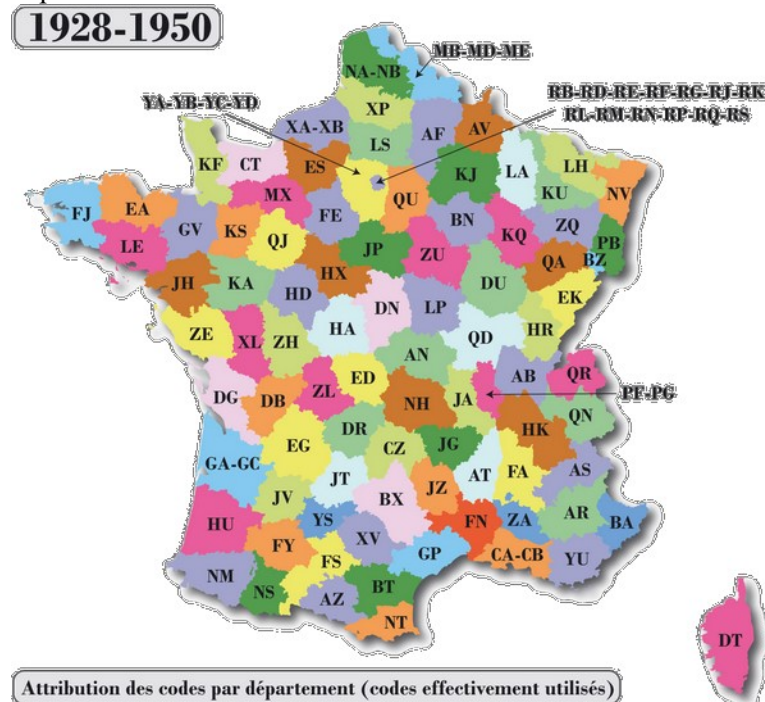 1928-1950
MB-MD-ME
NA-NB
YA-YB-YC-YD
RB-RD-RE-RF-RG-RJ-RK
RL-RM-RN-RP-RQ-RS
XP
XA-XB
LS
AF
AV
KF
CT
ES
KJ
LA
LH
KU
NV
MX
QU
FJ
EA
GV
KS
QJ
FE
BN
KQ
ZQ
PB
LE
JP
ZU
QA
BZ
JH
KA
HD
HX
DU
EK
ZE
XL
ZH
HA
DN
LP
QD
HR
AN
DG
DB
ZL
ED
NH
JA
AB
QR
PF-PG
QN
GA-GC
EG
DR
CZ
JG
HK
JT
AT
FA
AS
JV
BX
JZ
HU
YS
XV
FN
ZA
AR
BA
FY
FS
GP
CA-CB
YU
NM
NS
AZ
BT
NT
DT
Attribution des codes par département (codes effectivement utilisés)